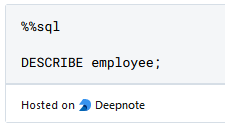 %%sql
DESCRIBE employee;
Hosted on Deepnote